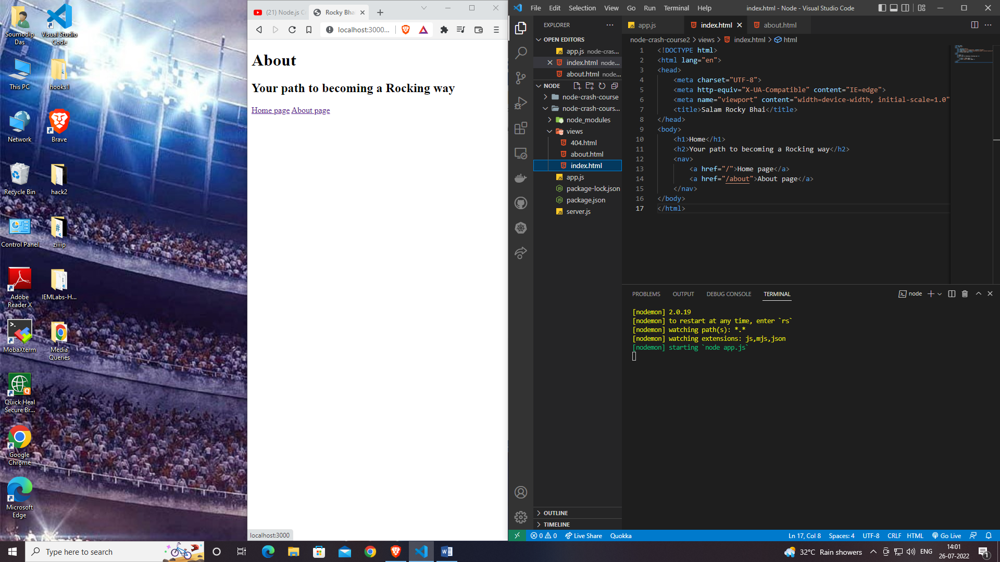 Soumodip
Das
Visual Studio
Code
This PC
hooks1
Network
Brave
Recycle Bin
hack2
Control Panel
ziiiip
Adobe
Reader X
IEMLabs-H...
MobaXterm
Media
Queries
Quick Heal
Secure Br...
Google
Chrome
Microsoft
Edge
(21) Node.js C
Rocky Bha
localhost:3000...
About
Your path to becoming a Rocking way
Home page About page
localhost:3000
File Edit Selection View Go Run Terminal Help
index.html - Node - Visual Studio Code
EXPLORER
OPEN EDITORS
app.js node-cras...
index.html node...
about.html node...
NODE
node-crash-course
node-crash-cours...
node_modules
views
404.html
about.html
index.html
app.js
package-lock.json
package.json
server.js
OUTLINE
TIMELINE
app.js index.html about.html
node-crash-course2 > views > index.html > html
1 <!DOCTYPE html>
2 <html lang="en">
3 <head>
4 <meta charset="UTF-8">
5 <meta http-equiv="X-UA-Compatible" content="IE=edge">
6 <meta name="viewport" content="width=device-width, initial-scale=1.0"
7 <title>Salam Rocky Bhai</title>
8 </head>
9 <body>
10 <h1>Home</h1>
11 <h2>Your path to becoming a Rocking way</h2>
12 <nav>
13 <a href="/">Home page</a>
14 <a href="/about">About page</a>
15 </nav>
16 </body>
17 </html>
PROBLEMS OUTPUT DEBUG CONSOLE TERMINAL
node
[nodemon] 2.0.19
[nodemon] to restart at any time, enter `rs`
[nodemon] watching path(s): *.*
[nodemon] watching extensions: js,mjs,json
[nodemon] starting `node app.js`
0 0 Live Share Quokka
Ln 17, Col 8 Spaces: 4 UTF-8 CRLF HTML Go Live
Type here to search
32°C Rain showers
ENG
14:01
26-07-2022
1